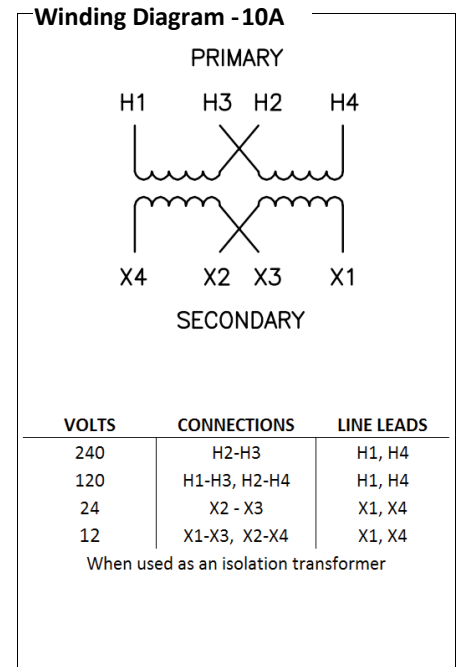 Winding Diagram -10A
PRIMARY
H1 H3 H2 H4
X4 X2 X3 X1
SECONDARY
VOLTS CONNECTIONS LINE LEADS
240 H2-H3 H1, H4
120 H1-H3, H2-H4 H1, H4
24 X2 - X3 X1, X4
12 X1-X3, X2-X4 X1, X4
When used as an isolation transformer